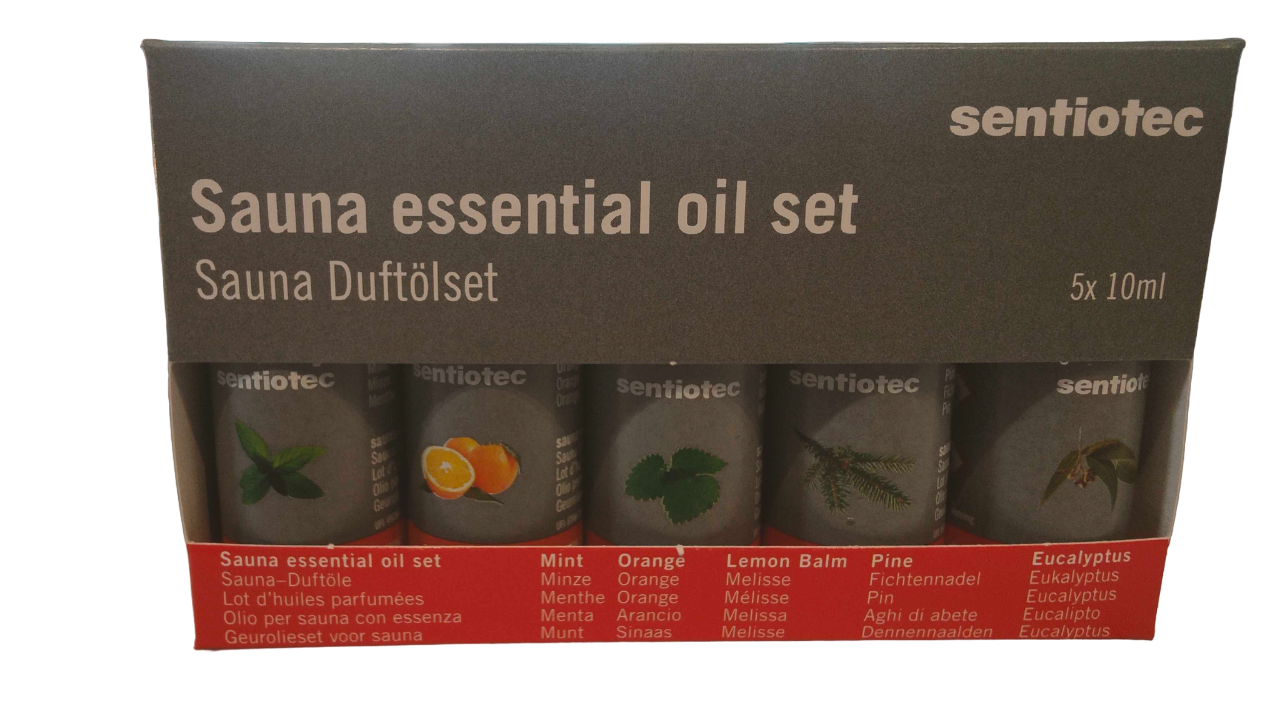 sentiotec
Sauna essential oil set
Sauna Duftölset
5x 10ml
sentiotec
sentiotec
sentiotec
sentiotec
sentiotec
Sauna essential oil set Mint Orange Lemon Balm Pine Eucalyptus
Sauna-Duftöle Minze Orange Melisse Fichtennadel Eukalyptus
Lot d'huiles parfumées Menthe Orange Mélisse Pin Eucalyptus
Olio per sauna con essenza Menta Arancio Melissa Aghi di abete Eucalipto
Geurolieset voor sauna Munt Sinaas Melisse Dennennaalden Eucalyptus